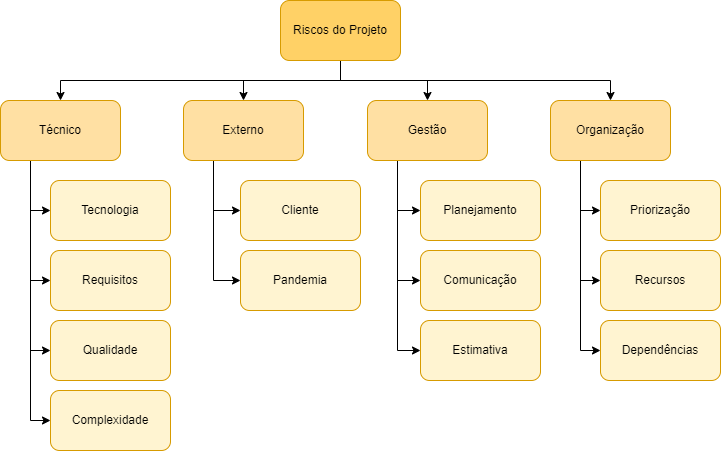 Riscos do Projeto
Técnico
Externo
Gestão
Organização
Tecnologia
Requisitos
Qualidade
Complexidade
Cliente
Pandemia
Planejamento
Comunicação
Estimativa
Priorização
Recursos
Dependências